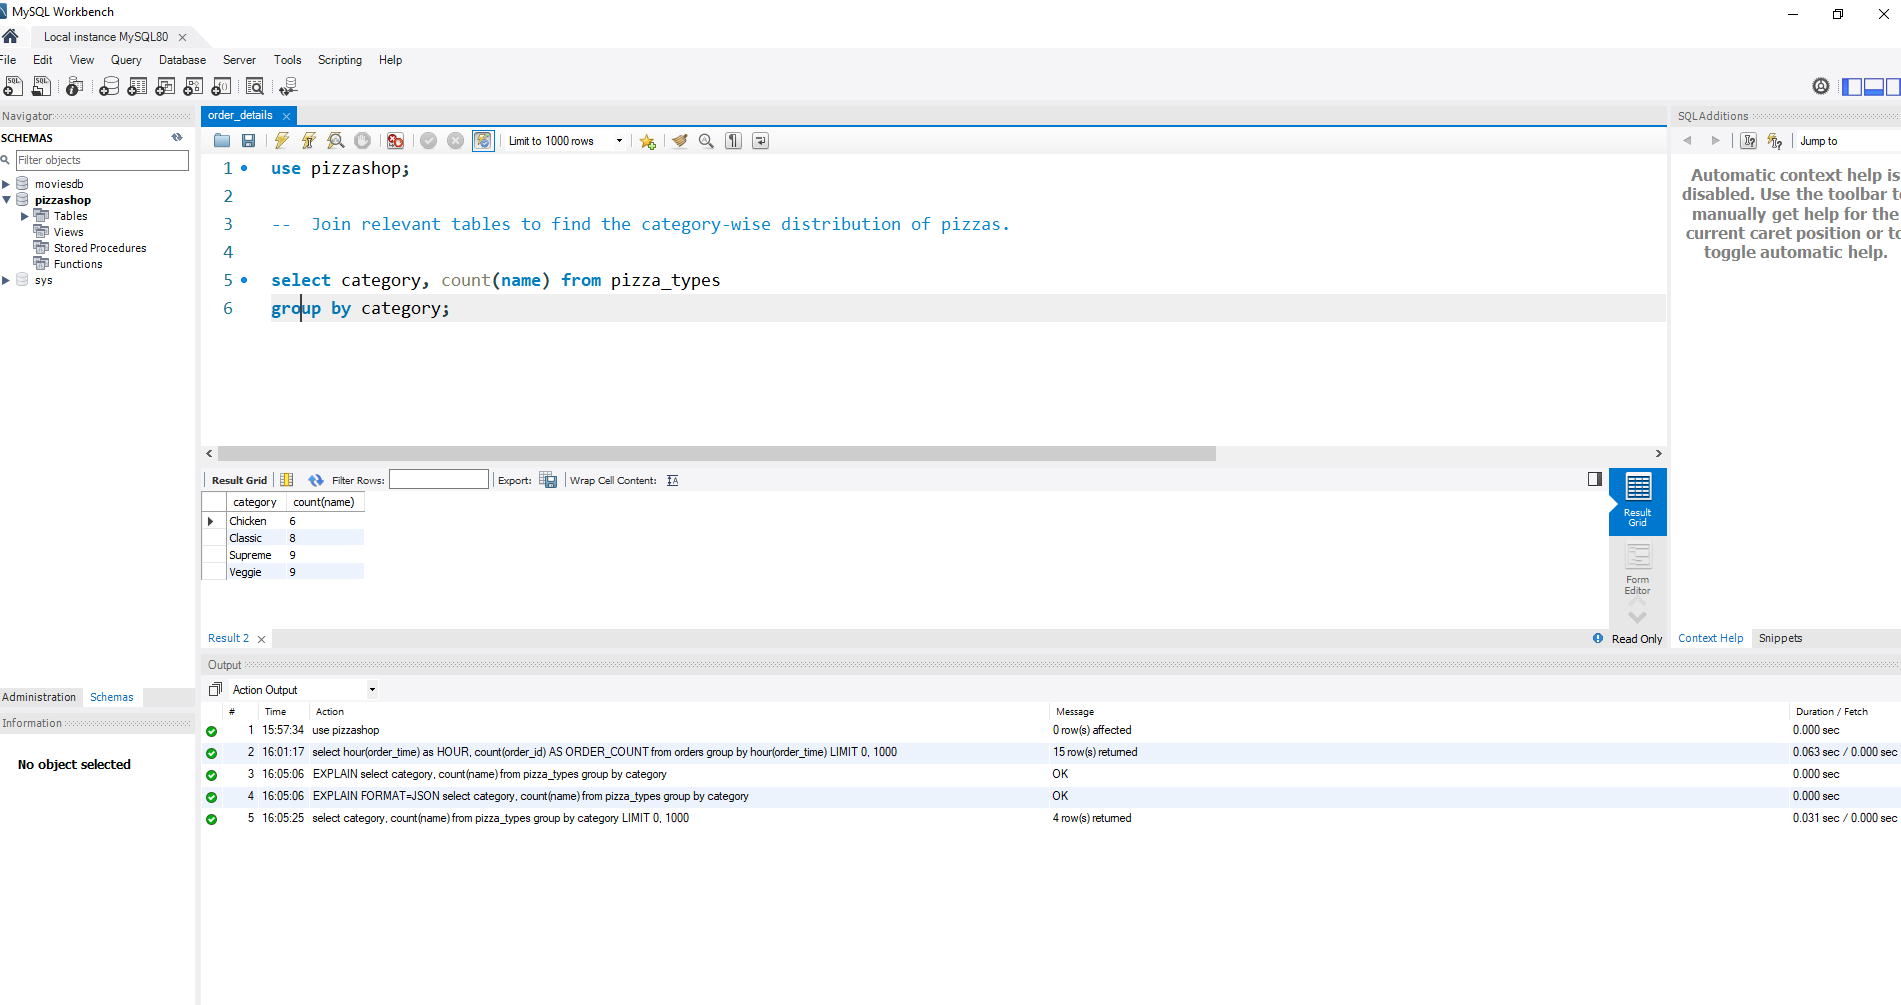 MySQL Workbench
Local instance MySQL80
File Edit View Query Database Server Tools Scripting Help
Navigator
SCHEMAS
Filter objects
moviesdb
pizzashop
Tables
Views
Stored Procedures
Functions
sys
Administration Schemas
Information
No object selected
order_details
Limit to 1000 rows
1 use pizzashop;
2
3 -- Join relevant tables to find the category-wise distribution of pizzas.
4
5 select category, count(name) from pizza_types
6 group by category;
Result Grid Filter Rows: Export: Wrap Cell Content:
category count(name)
Chicken 6
Classic 8
Supreme 9
Veggie 9
Result
Grid
Form
Editor
Result 2 Read Only
SQLAdditions
Jump to
Automatic context help is
disabled. Use the toolbar to
manually get help for the
current caret position or to
toggle automatic help.
Context Help Snippets
Output
Action Output
# Time Action Message Duration / Fetch
1 15:57:34 use pizzashop 0 row(s) affected 0.000 sec
2 16:01:17 select hour(order_time) as HOUR, count(order_id) AS ORDER_COUNT from orders group by hour(order_time) LIMIT 0, 1000 15 row(s) returned 0.063 sec / 0.000 sec
3 16:05:06 EXPLAIN select category, count(name) from pizza_types group by category OK 0.000 sec
4 16:05:06 EXPLAIN FORMAT=JSON select category, count(name) from pizza_types group by category OK 0.000 sec
5 16:05:25 select category, count(name) from pizza_types group by category LIMIT 0, 1000 4 row(s) returned 0.031 sec / 0.000 sec